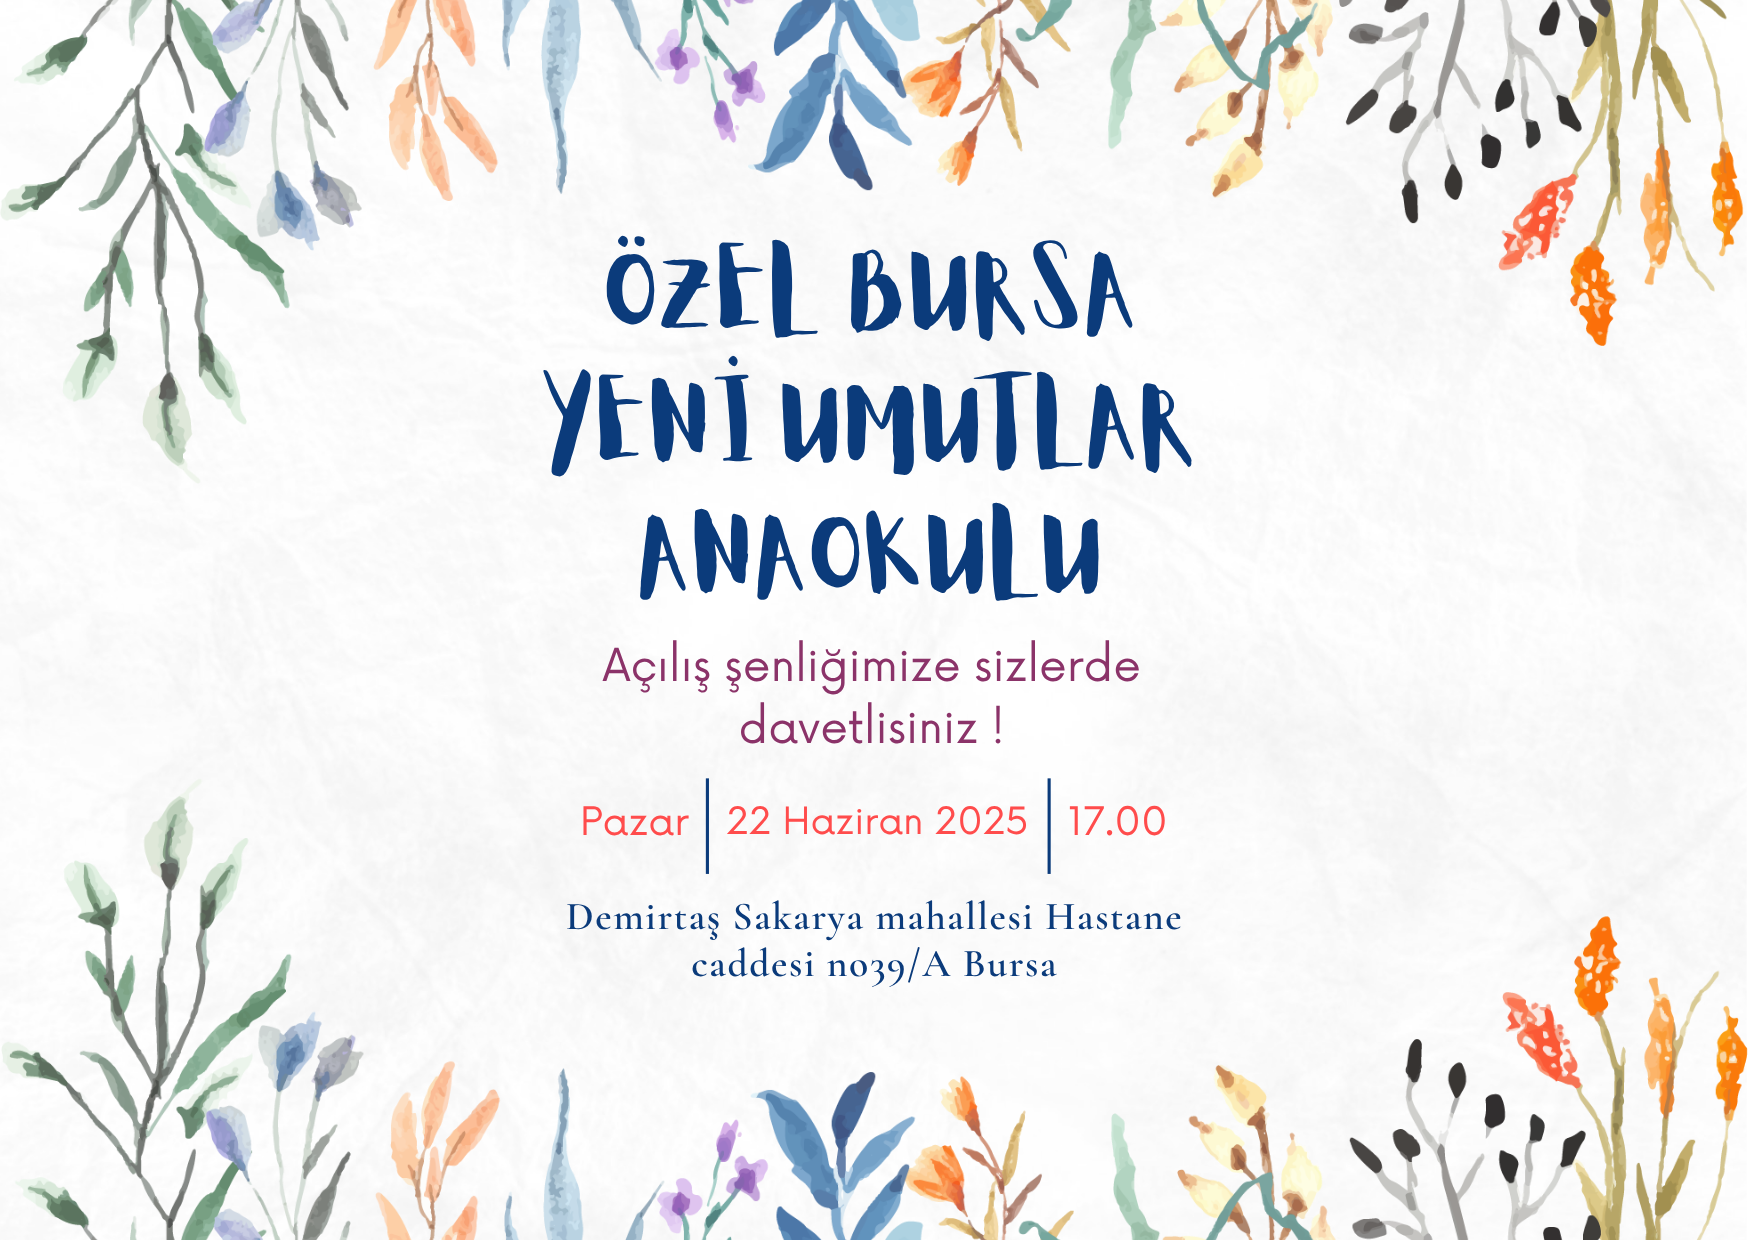 ÖZEL BURSA
YENİ UMUTLAR
ANAOKULU
Açılış şenliğimize sizlerde
davetlisiniz !
Pazar
22 Haziran 2025
17.00
Demirtaş Sakarya mahallesi Hastane
caddesi no39/A Bursa